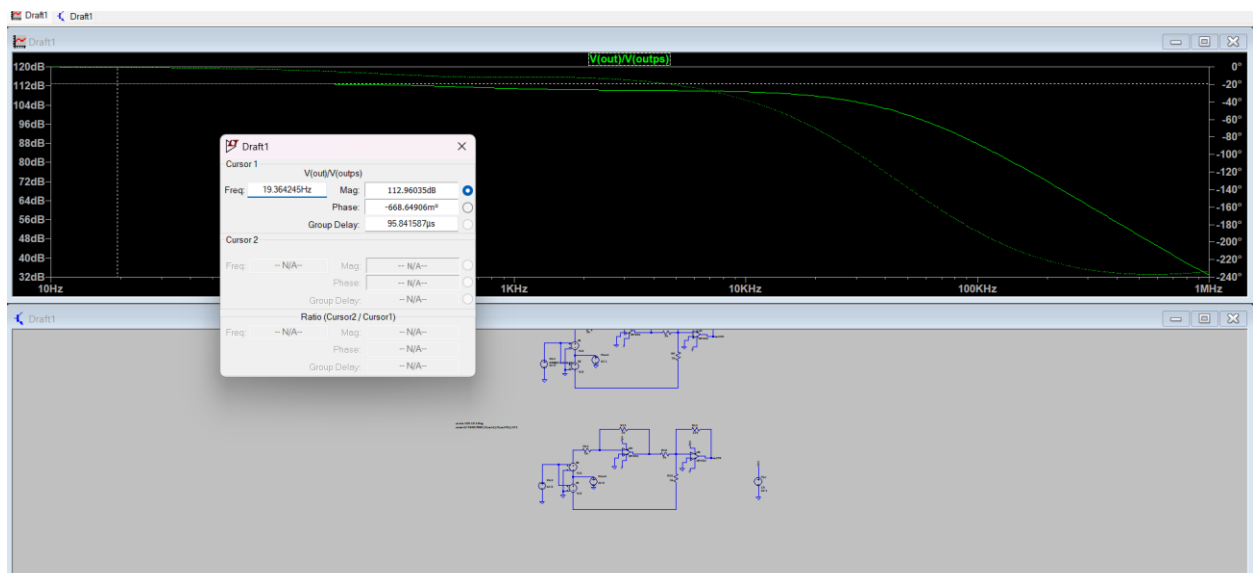 Draft1 Draft1
Draft1
V(out)/V(outps)
120dB 0°
112dB -20°
104dB -40°
96dB -60°
88dB -80°
80dB -100°
72dB -120°
64dB -140°
56dB -160°
48dB -180°
-200°
40dB -220°
32dB -240°
10Hz 1KHz 10KHz 100KHz 1MHz
Draft1
Cursor 1
V(out)/V(outps)
Freq: 19.364245Hz Mag: 112.96035dB
Phase: -668.64906m°
Group Delay: 95.841587µs
Cursor 2
Freq: -- N/A-- Mag: -- N/A--
Phase: -- N/A--
Group Delay: -- N/A--
Ratio (Cursor2 / Cursor1)
Freq: -- N/A-- Mag: -- N/A--
Phase: -- N/A--
Group Delay: -- N/A--
Draft1